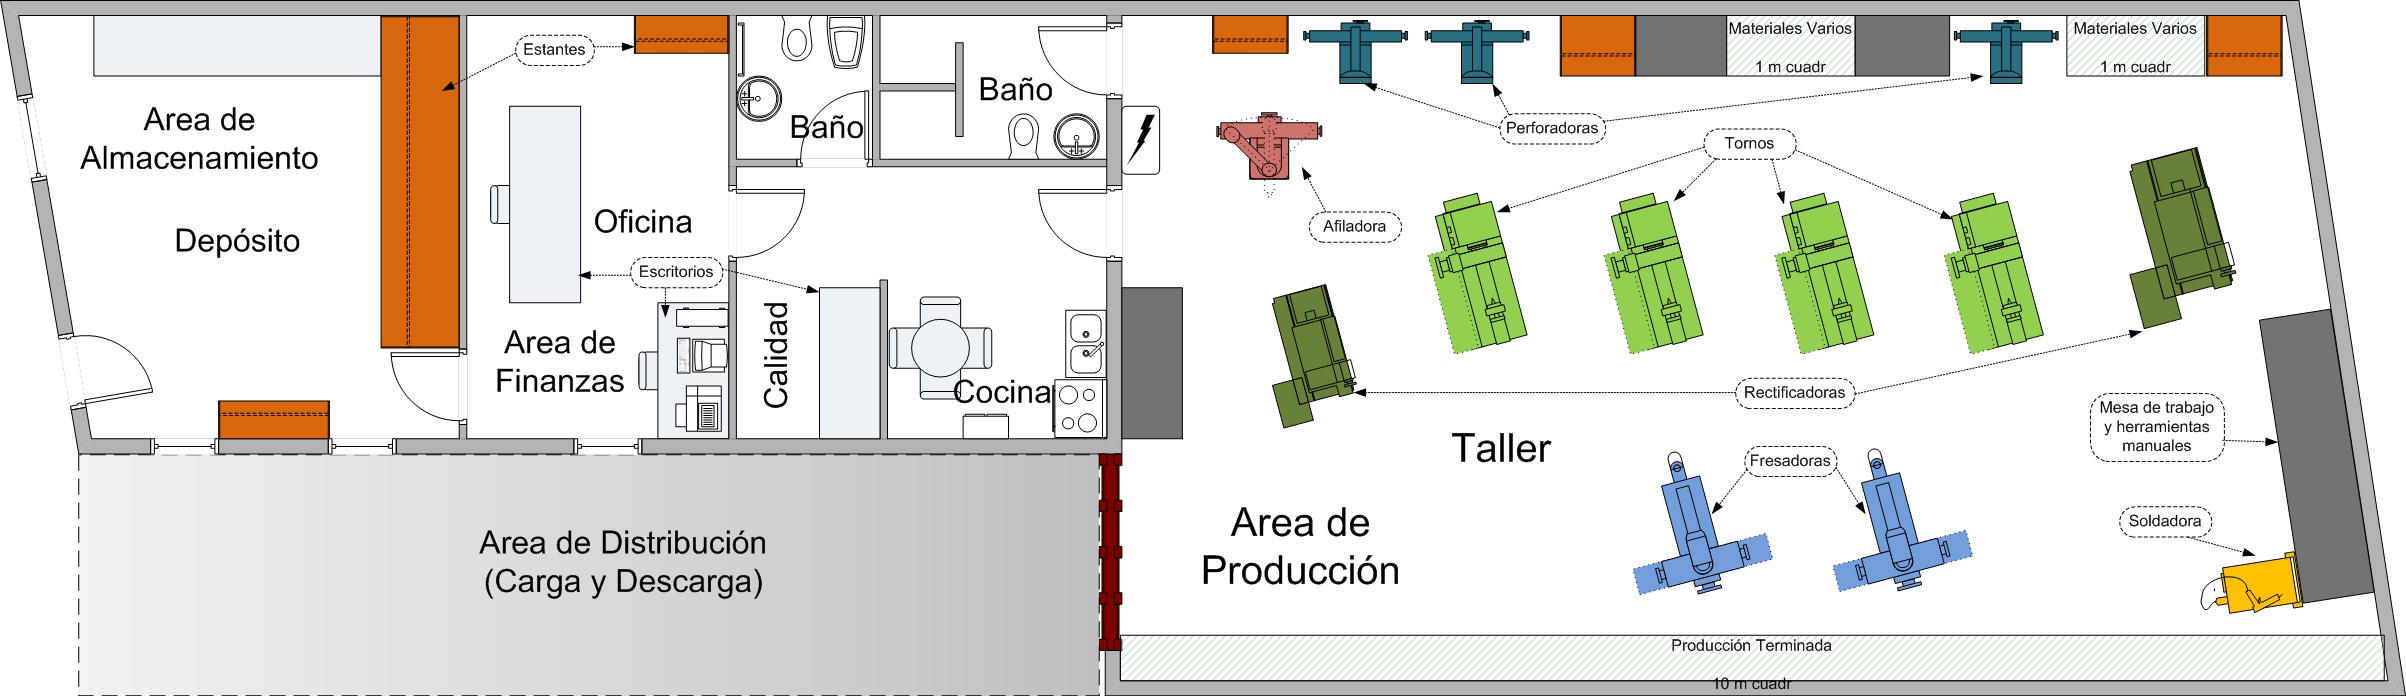 Estantes
Materiales Varios
1 m cuadr
Materiales Varios
1 m cuadr
Area de
Almacenamiento
Depósito
Baño
Baño
Perforadoras
Tornos
Afiladora
Oficina
Escritorios
Area de
Finanzas
Calidad
Cocina
Rectificadoras
Mesa de trabajo
y herramientas
manuales
Taller
Fresadoras
Soldadora
Area de
Producción
Area de Distribución
(Carga y Descarga)
Producción Terminada
10 m cuadr